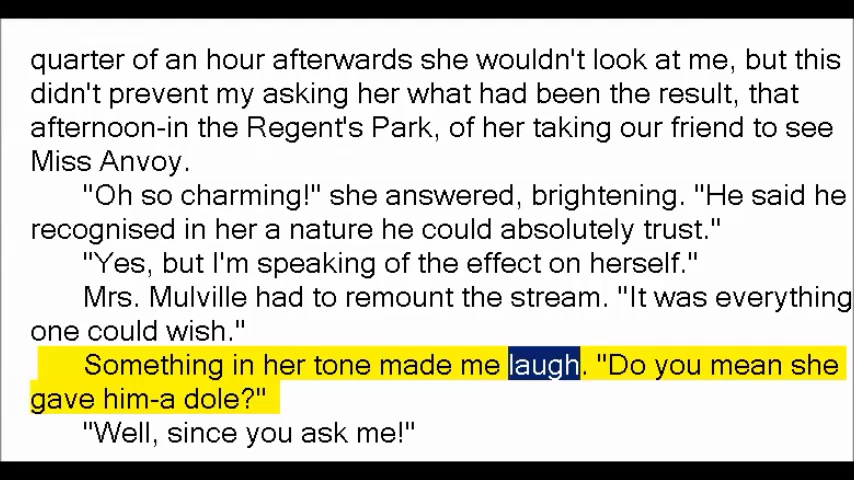 quarter of an hour afterwards she wouldn't look at me, but this
didn't prevent my asking her what had been the result, that
afternoon-in the Regent's Park, of her taking our friend to see
Miss Anvoy.
"Oh so charming!" she answered, brightening. "He said he
recognised in her a nature he could absolutely trust."
"Yes, but I'm speaking of the effect on herself."
Mrs. Mulville had to remount the stream. "It was everything
one could wish."
Something in her tone made me laugh. "Do you mean she
gave him-a dole?"
"Well, since you ask me!"